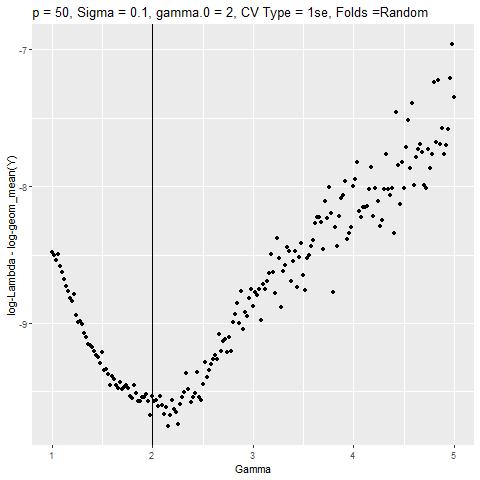 p = 50, Sigma = 0.1, gamma.0 = 2, CV Type = 1se, Folds =Random
-7
-8
-9
log-Lambda - log-geom_mean(Y)
1
2
3
4
5
Gamma